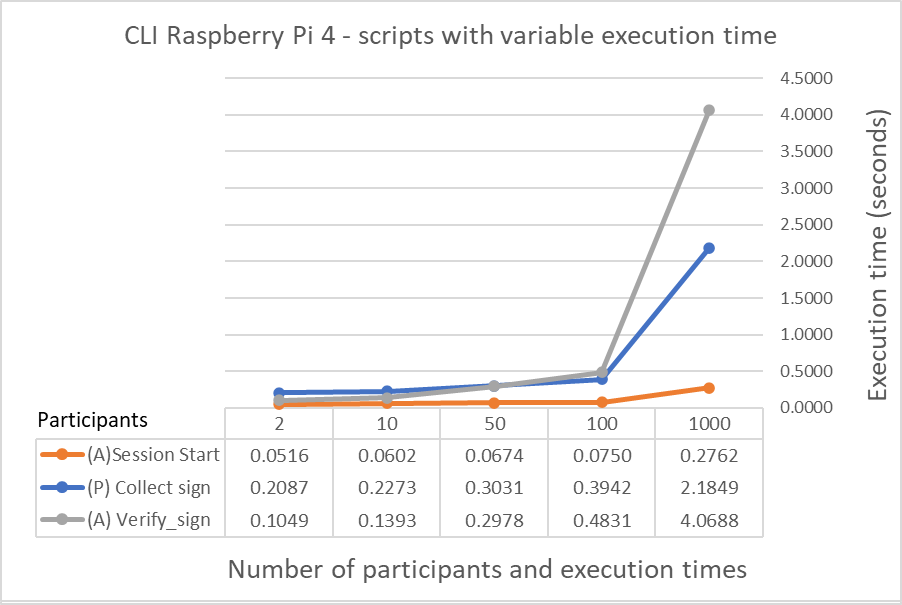 CLI Raspberry Pi 4 - scripts with variable execution time
4.5000
4.0000
3.5000
3.0000
2.5000
2.0000
1.5000
1.0000
0.5000
0.0000
Execution time (seconds)
Participants 2 10 50 100 1000
(A)Session Start 0.0516 0.0602 0.0674 0.0750 0.2762
(P) Collect sign 0.2087 0.2273 0.3031 0.3942 2.1849
(A) Verify_sign 0.1049 0.1393 0.2978 0.4831 4.0688
Number of participants and execution times